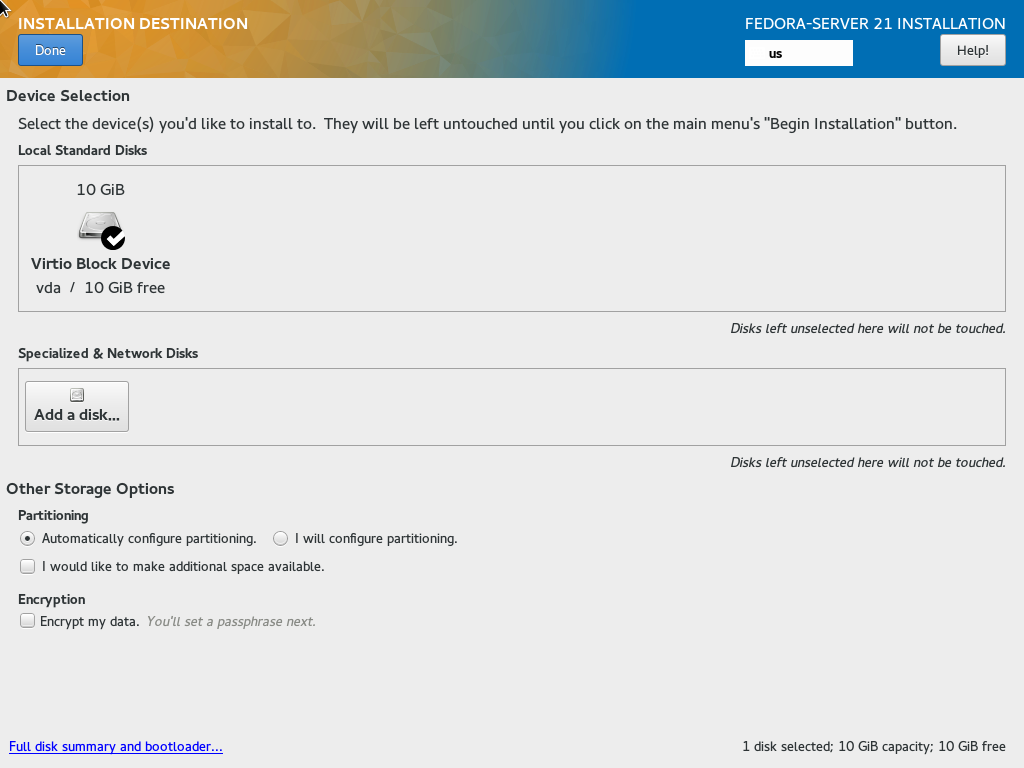 INSTALLATION DESTINATION
FEDORA-SERVER 21 INSTALLATION
Done
us
Help!
Device Selection
Select the device(s) you'd like to install to.  They will be left untouched until you click on the main menu's "Begin Installation" button.
Local Standard Disks
10 GiB
Virtio Block Device
vda / 10 GiB free
Disks left unselected here will not be touched.
Specialized & Network Disks
Add a disk...
Disks left unselected here will not be touched.
Other Storage Options
Partitioning
Automatically configure partitioning. I will configure partitioning.
I would like to make additional space available.
Encryption
Encrypt my data. You'll set a passphrase next.
Full disk summary and bootloader... 1 disk selected; 10 GiB capacity; 10 GiB free